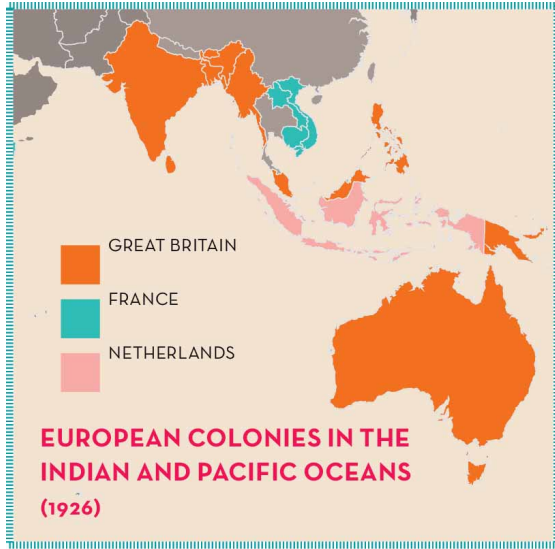 GREAT BRITAIN
FRANCE
NETHERLANDS
EUROPEAN COLONIES IN THE
INDIAN AND PACIFIC OCEANS
(1926)